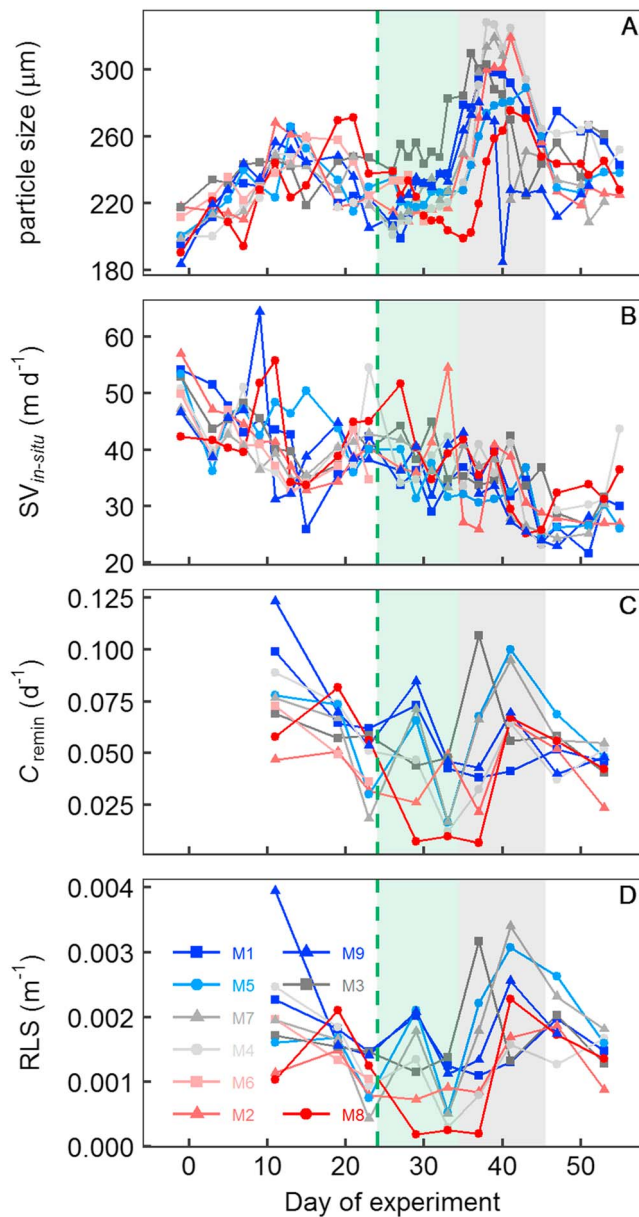 A
particle size (μm)
300
260
220
180
B
SVin-situ (m d⁻¹)
60
50
40
30
20
C
Cremin (d⁻¹)
0.125
0.100
0.075
0.050
0.025
D
RLS (m⁻¹)
0.004
0.003
0.002
0.001
0.000
M1 M9
M5 M3
M7
M4
M6
M2 M8
0 10 20 30 40 50
Day of experiment